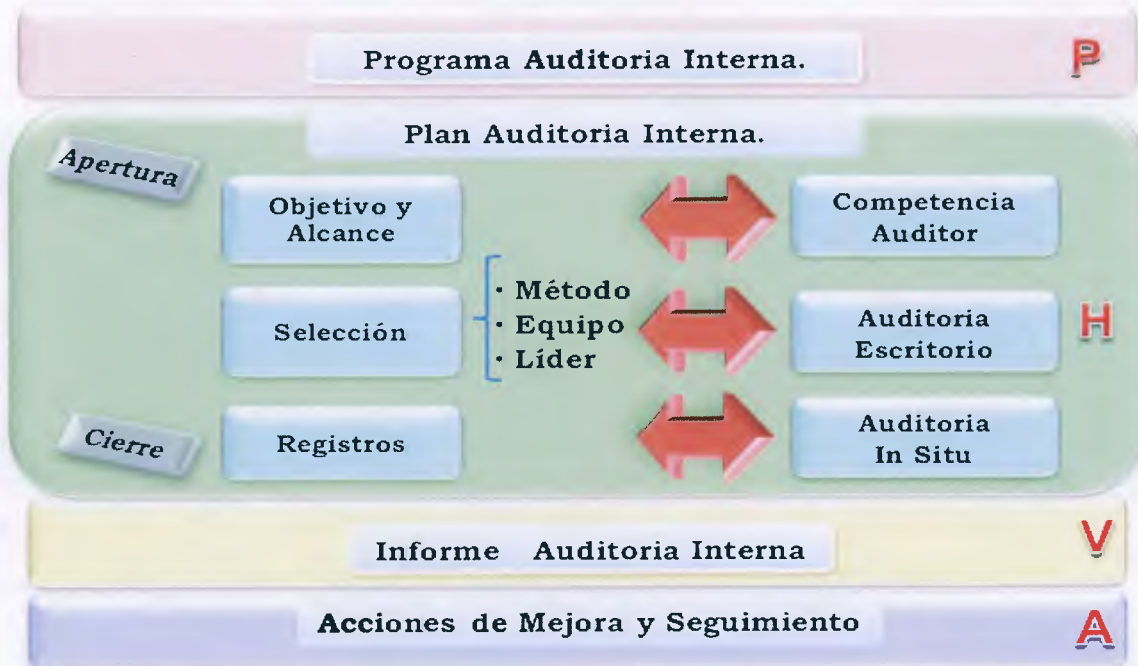 Programa Auditoria Interna.
P
Plan Auditoria Interna.
Apertura
Objetivo y
Alcance
Competencia
Auditor
Selección
· Método
· Equipo
· Líder
Auditoria
Escritorio
H
Cierre
Registros
Auditoria
In Situ
Informe Auditoria Interna
V
Acciones de Mejora y Seguimiento
A